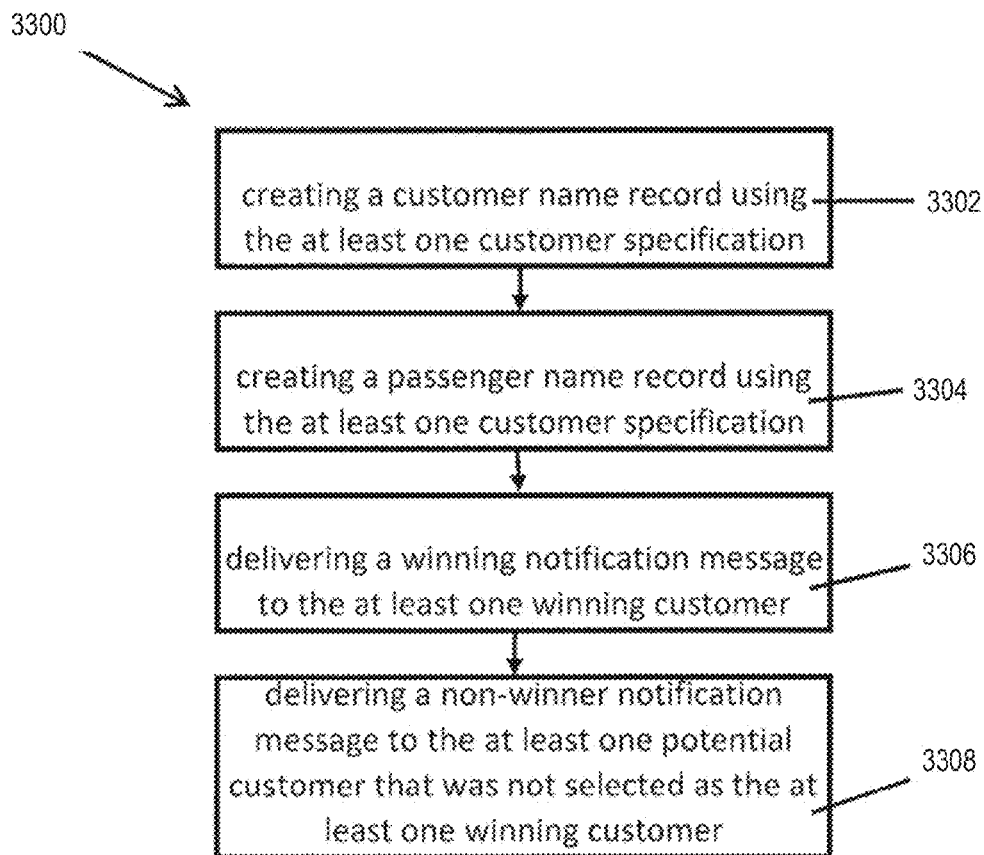 3300
creating a customer name record using
the at least one customer specification
3302
creating a passenger name record using
the at least one customer specification
3304
delivering a winning notification message
to the at least one winning customer
3306
delivering a non-winner notification
message to the at least one potential
customer that was not selected as the at
least one winning customer
3308